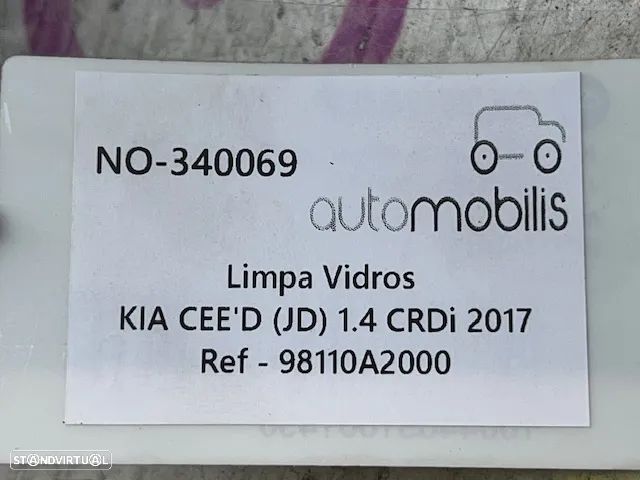 NO-340069
automobilis
Limpa Vidros
KIA CEE'D (JD) 1.4 CRDi 2017
Ref - 98110A2000
STANDVIRTUAL